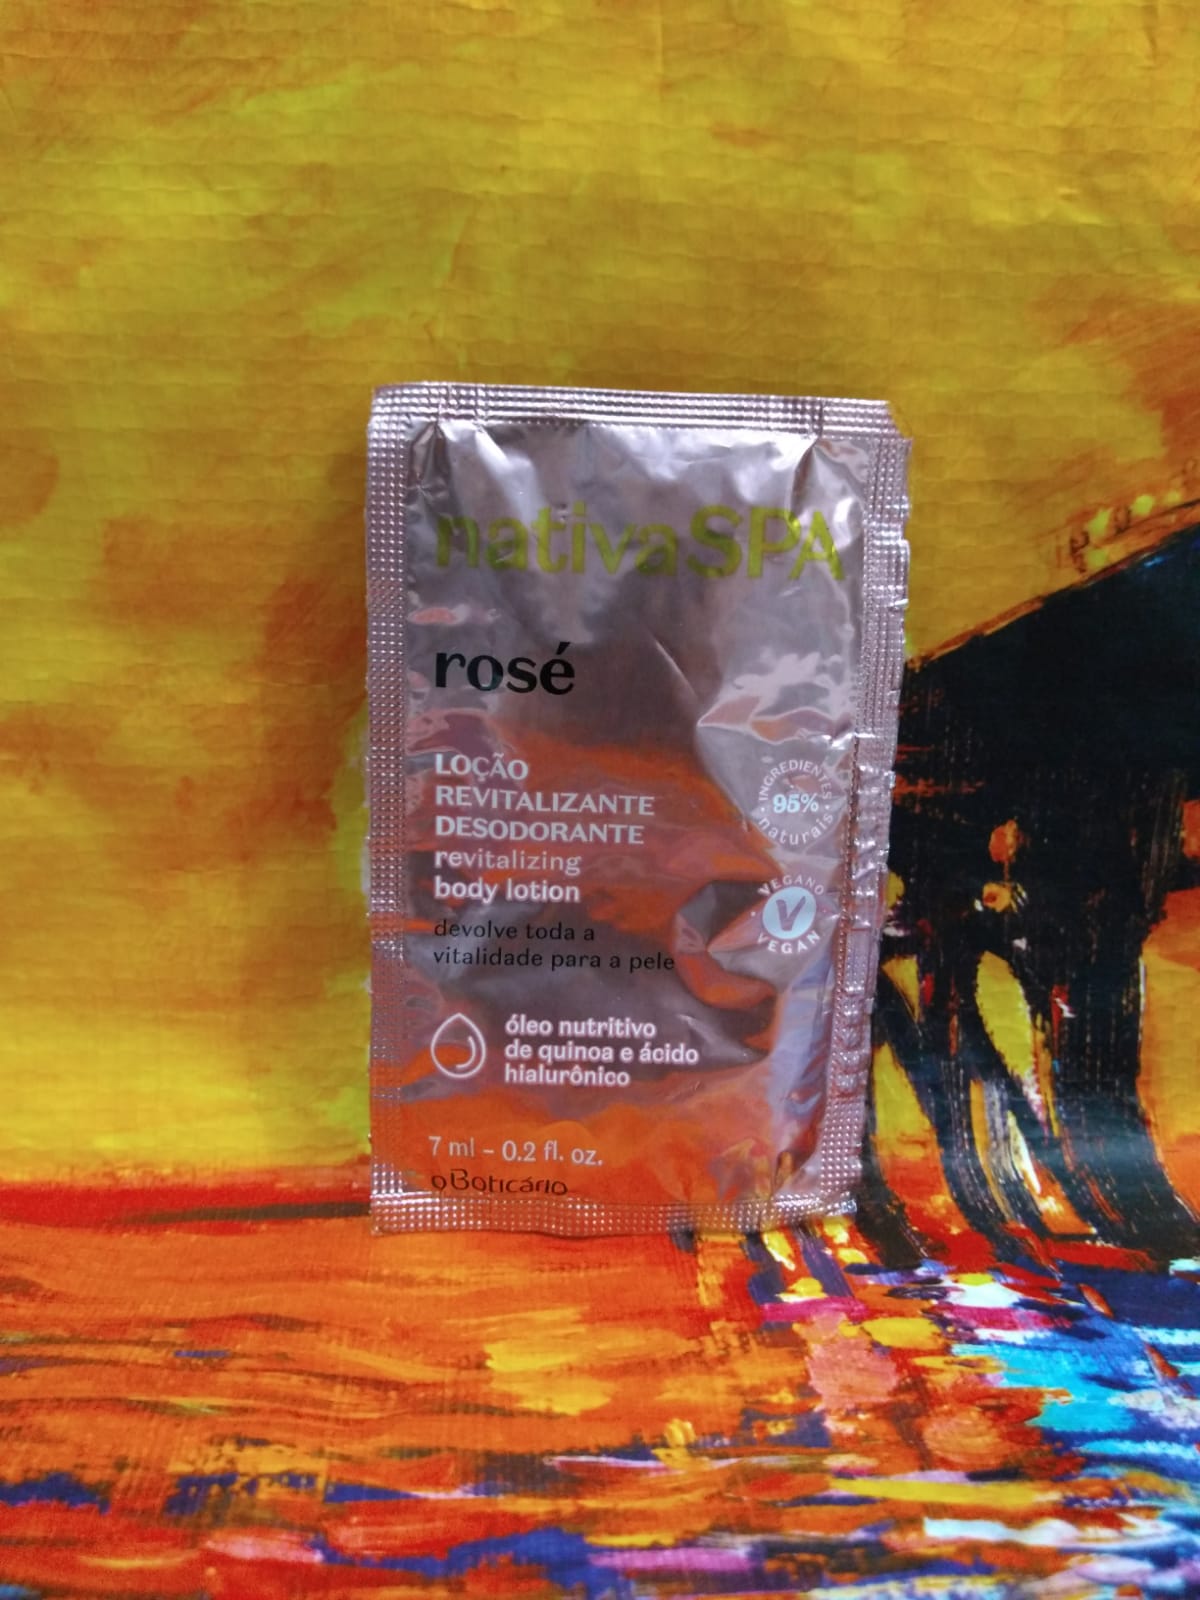 nativaSPA
rosé
LOÇÃO
REVITALIZANTE
DESODORANTE
revitalizing
body lotion
devolve toda a
vitalidade para a pele
INGREDIENTES
95%
naturais
VEGANO
V
VEGAN
óleo nutritivo
de quinoa e ácido
hialurônico
7 ml - 0.2 fl. oz.
oBoticário